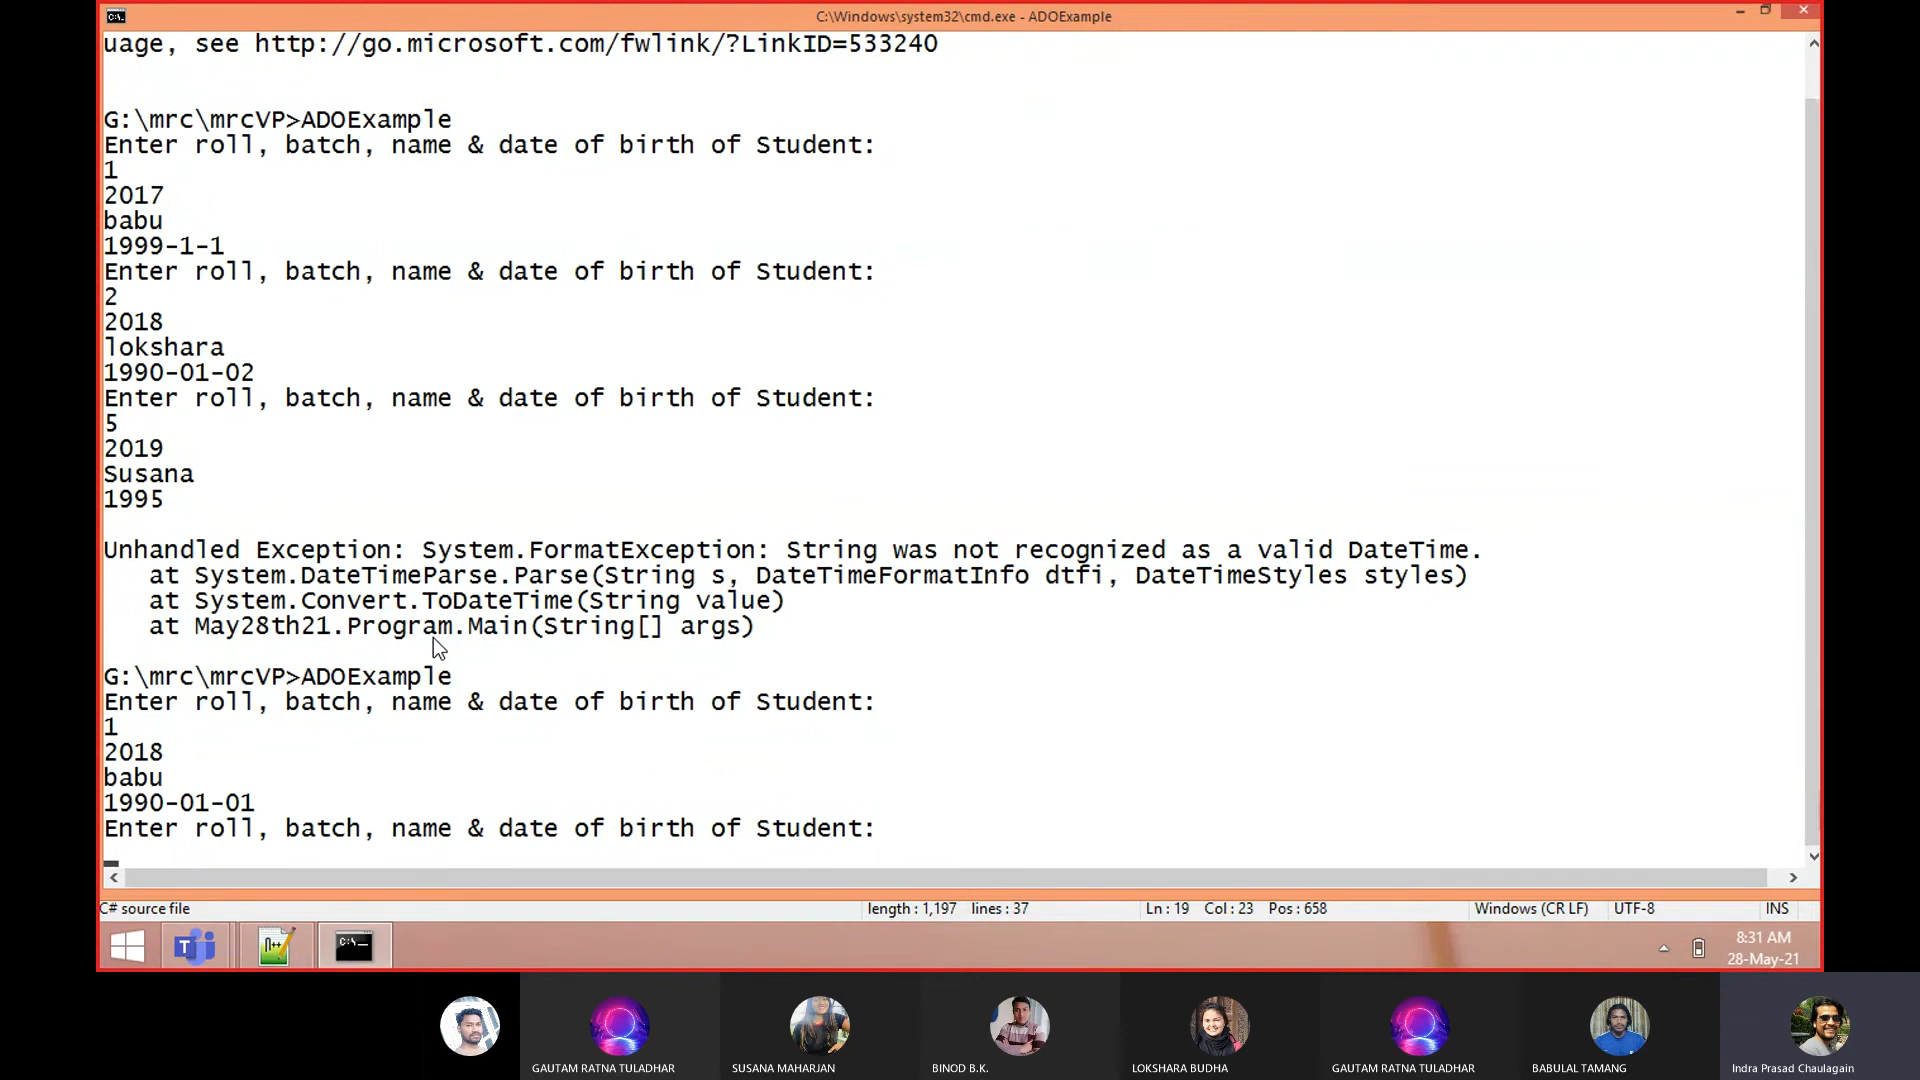 C:\Windows\system32\cmd.exe - ADOExample
uage, see http://go.microsoft.com/fwlink/?LinkID=533240
G:\mrc\mrcVP>ADOExample
Enter roll, batch, name & date of birth of Student:
1
2017
babu
1999-1-1
Enter roll, batch, name & date of birth of Student:
2
2018
lokshara
1990-01-02
Enter roll, batch, name & date of birth of Student:
5
2019
Susana
1995
Unhandled Exception: System.FormatException: String was not recognized as a valid DateTime.
at System.DateTimeParse.Parse(String s, DateTimeFormatInfo dtfi, DateTimeStyles styles)
at System.Convert.ToDateTime(String value)
at May28th21.Program.Main(String[] args)
G:\mrc\mrcVP>ADOExample
Enter roll, batch, name & date of birth of Student:
1
2018
babu
1990-01-01
Enter roll, batch, name & date of birth of Student:
C# source file length : 1,197 lines : 37 Ln : 19 Col : 23 Pos : 658 Windows (CR LF) UTF-8 INS
8:31 AM
28-May-21
GAUTAM RATNA TULADHAR SUSANA MAHARJAN BINOD B.K. LOKSHARA BUDHA GAUTAM RATNA TULADHAR BABULAL TAMANG Indra Prasad Chaulagain